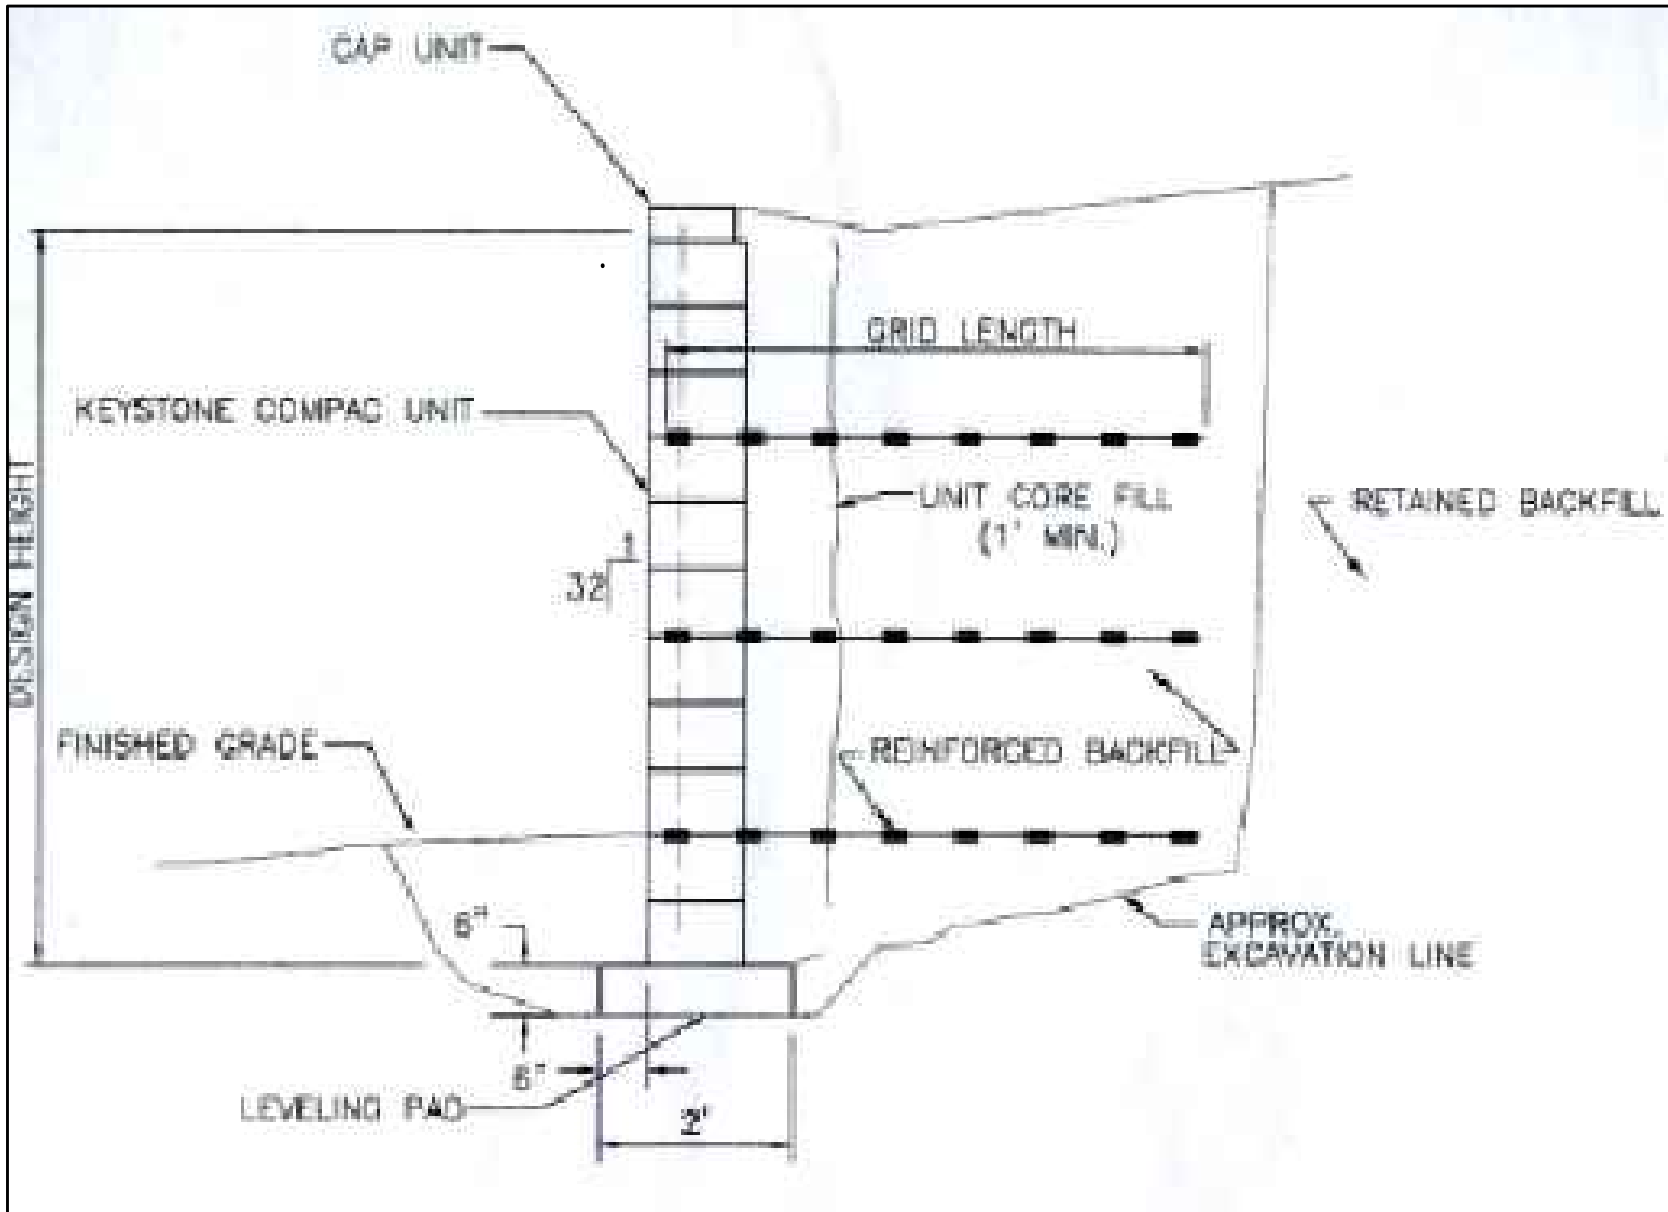 CAP UNIT
GRID LENGTH
KEYSTONE COMPAC UNIT
UNIT CORE FILL
(1' MIN.)
RETAINED BACKFILL
32
DESIGN HEIGHT
FINISHED GRADE
REINFORCED BACKFILL
6"
APPROX.
EXCAVATION LINE
6"
LEVELING PAD
2'